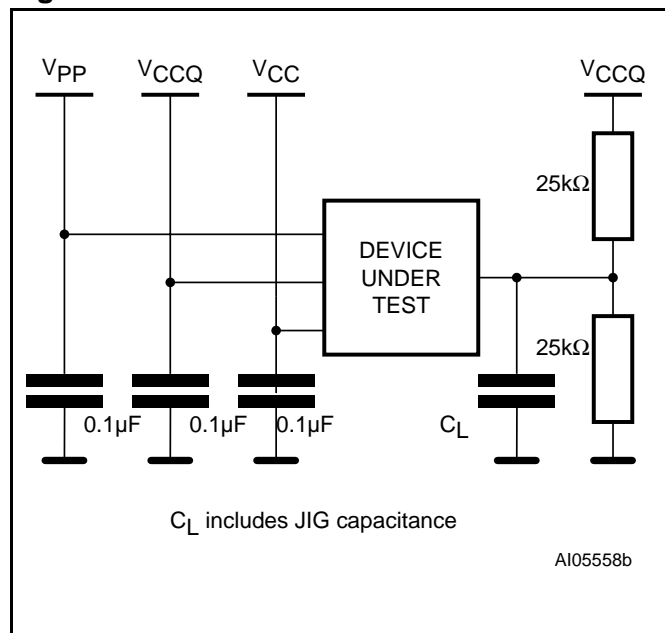 VPP VCCQ VCC VCCQ
25kΩ
DEVICE
UNDER
TEST
25kΩ
0.1µF 0.1µF 0.1µF CL
CL includes JIG capacitance
AI05558b